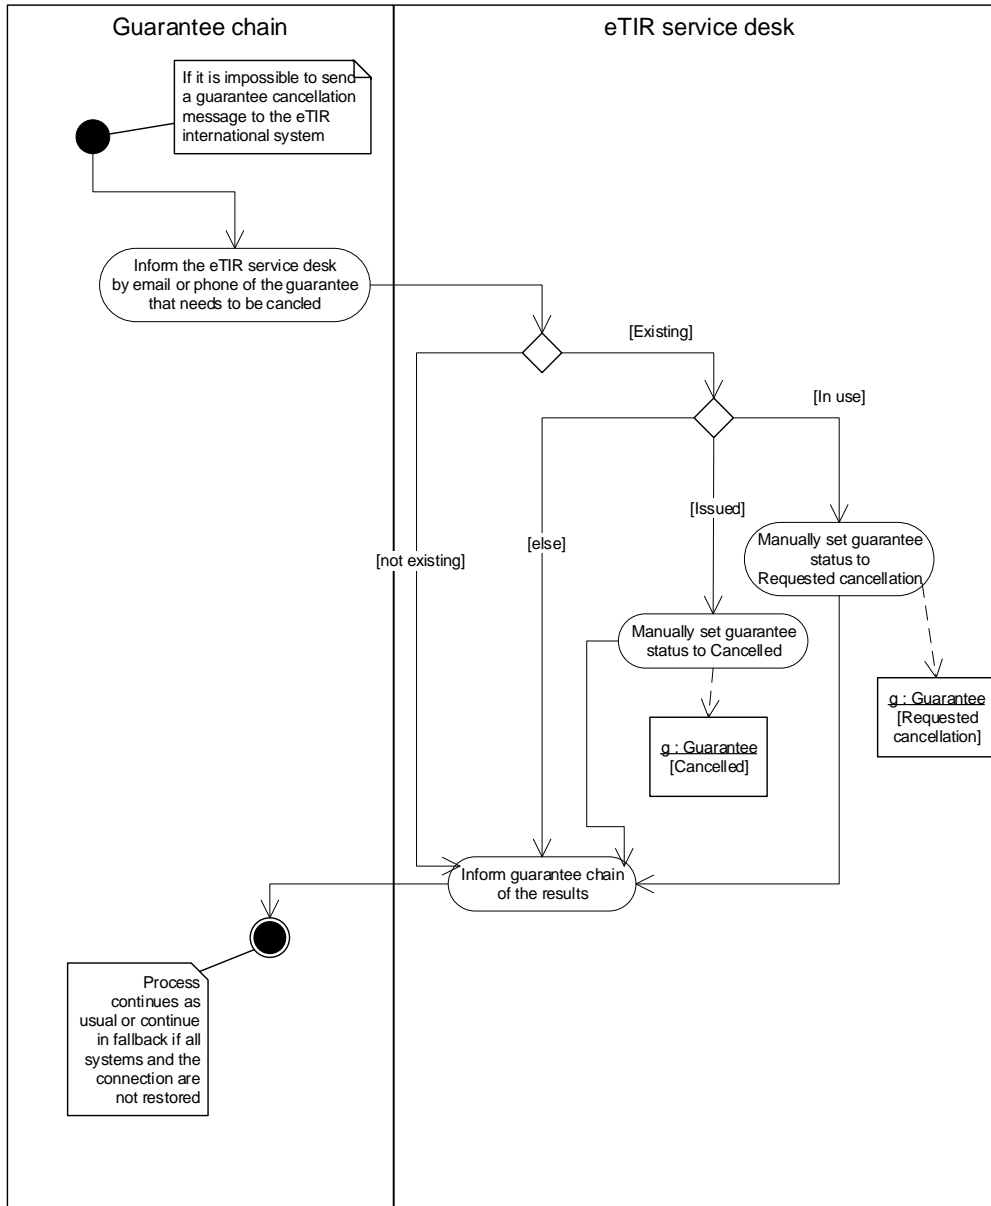 Guarantee chain
eTIR service desk
If it is impossible to send
a guarantee cancellation
message to the eTIR
international system
Inform the eTIR service desk
by email or phone of the guarantee
that needs to be cancled
[Existing]
[In use]
[Issued]
[else]
[not existing]
Manually set guarantee
status to
Requested cancellation
Manually set guarantee
status to Cancelled
g : Guarantee
[Requested
cancellation]
g : Guarantee
[Cancelled]
Inform guarantee chain
of the results
Process
continues as
usual or continue
in fallback if all
systems and the
connection are
not restored